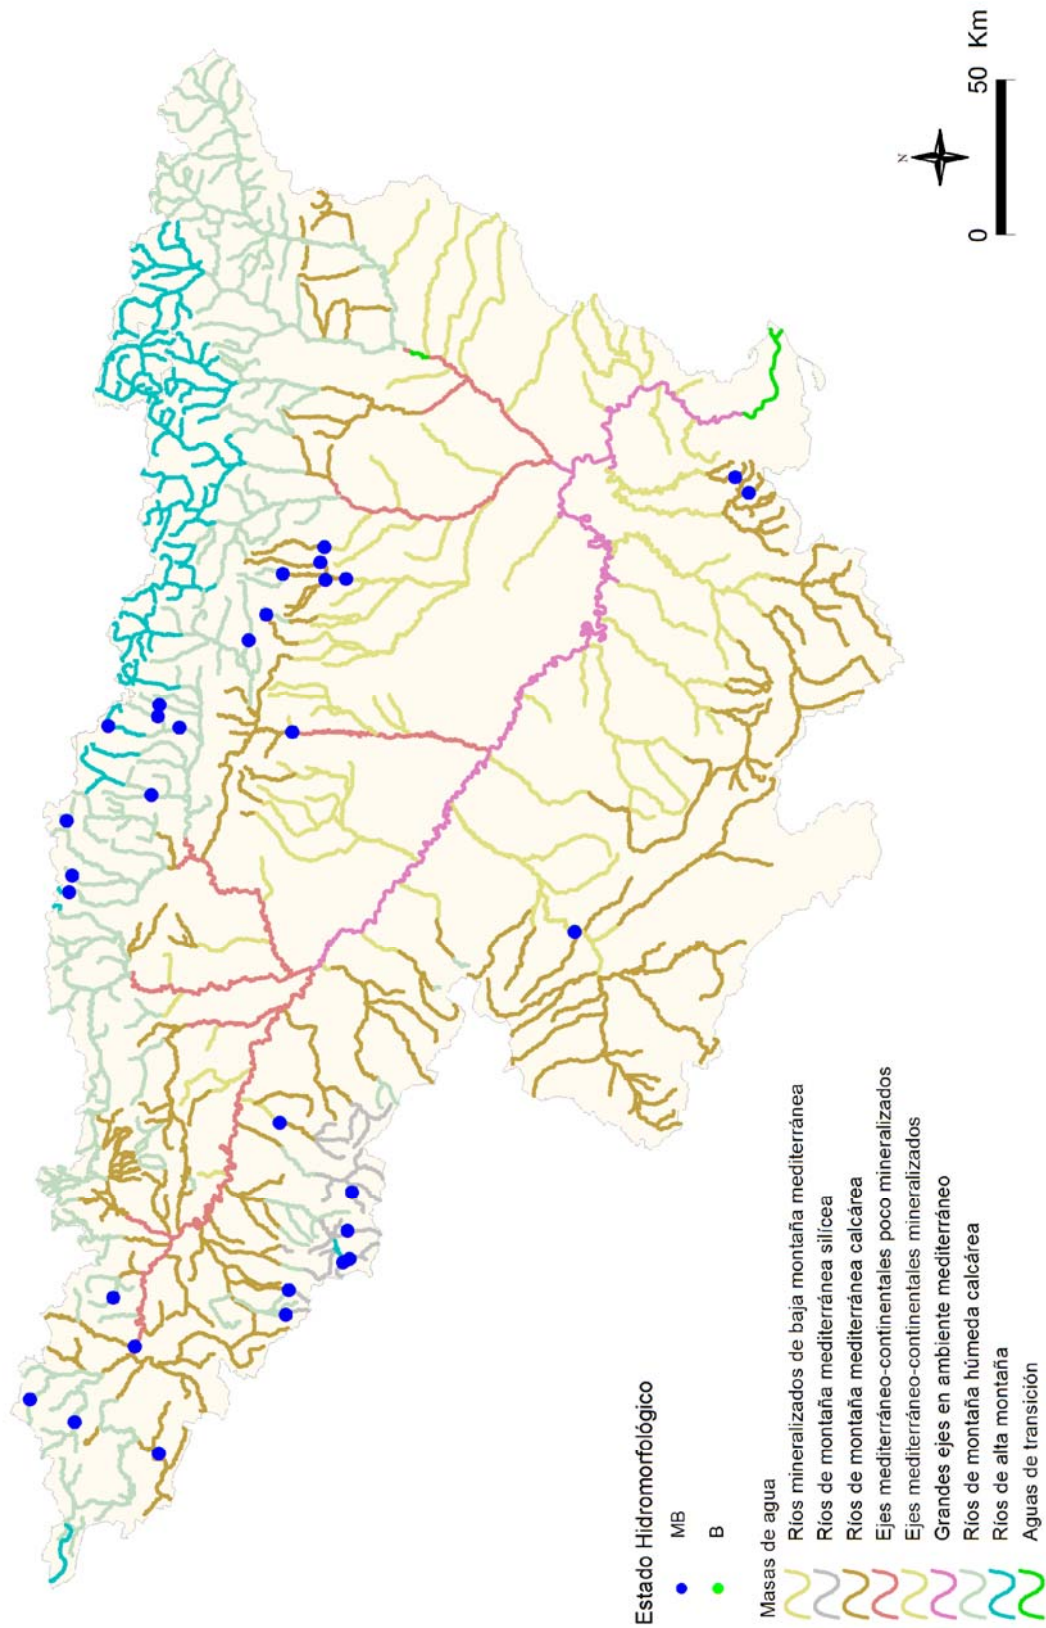 Estado Hidromorfológico
MB
B
Masas de agua
Ríos mineralizados de baja montaña mediterránea
Ríos de montaña mediterránea silícea
Ríos de montaña mediterránea calcárea
Ejes mediterráneo-continentales poco mineralizados
Ejes mediterráneo-continentales mineralizados
Grandes ejes en ambiente mediterráneo
Ríos de montaña húmeda calcárea
Ríos de alta montaña
Aguas de transición
N
0 50 Km